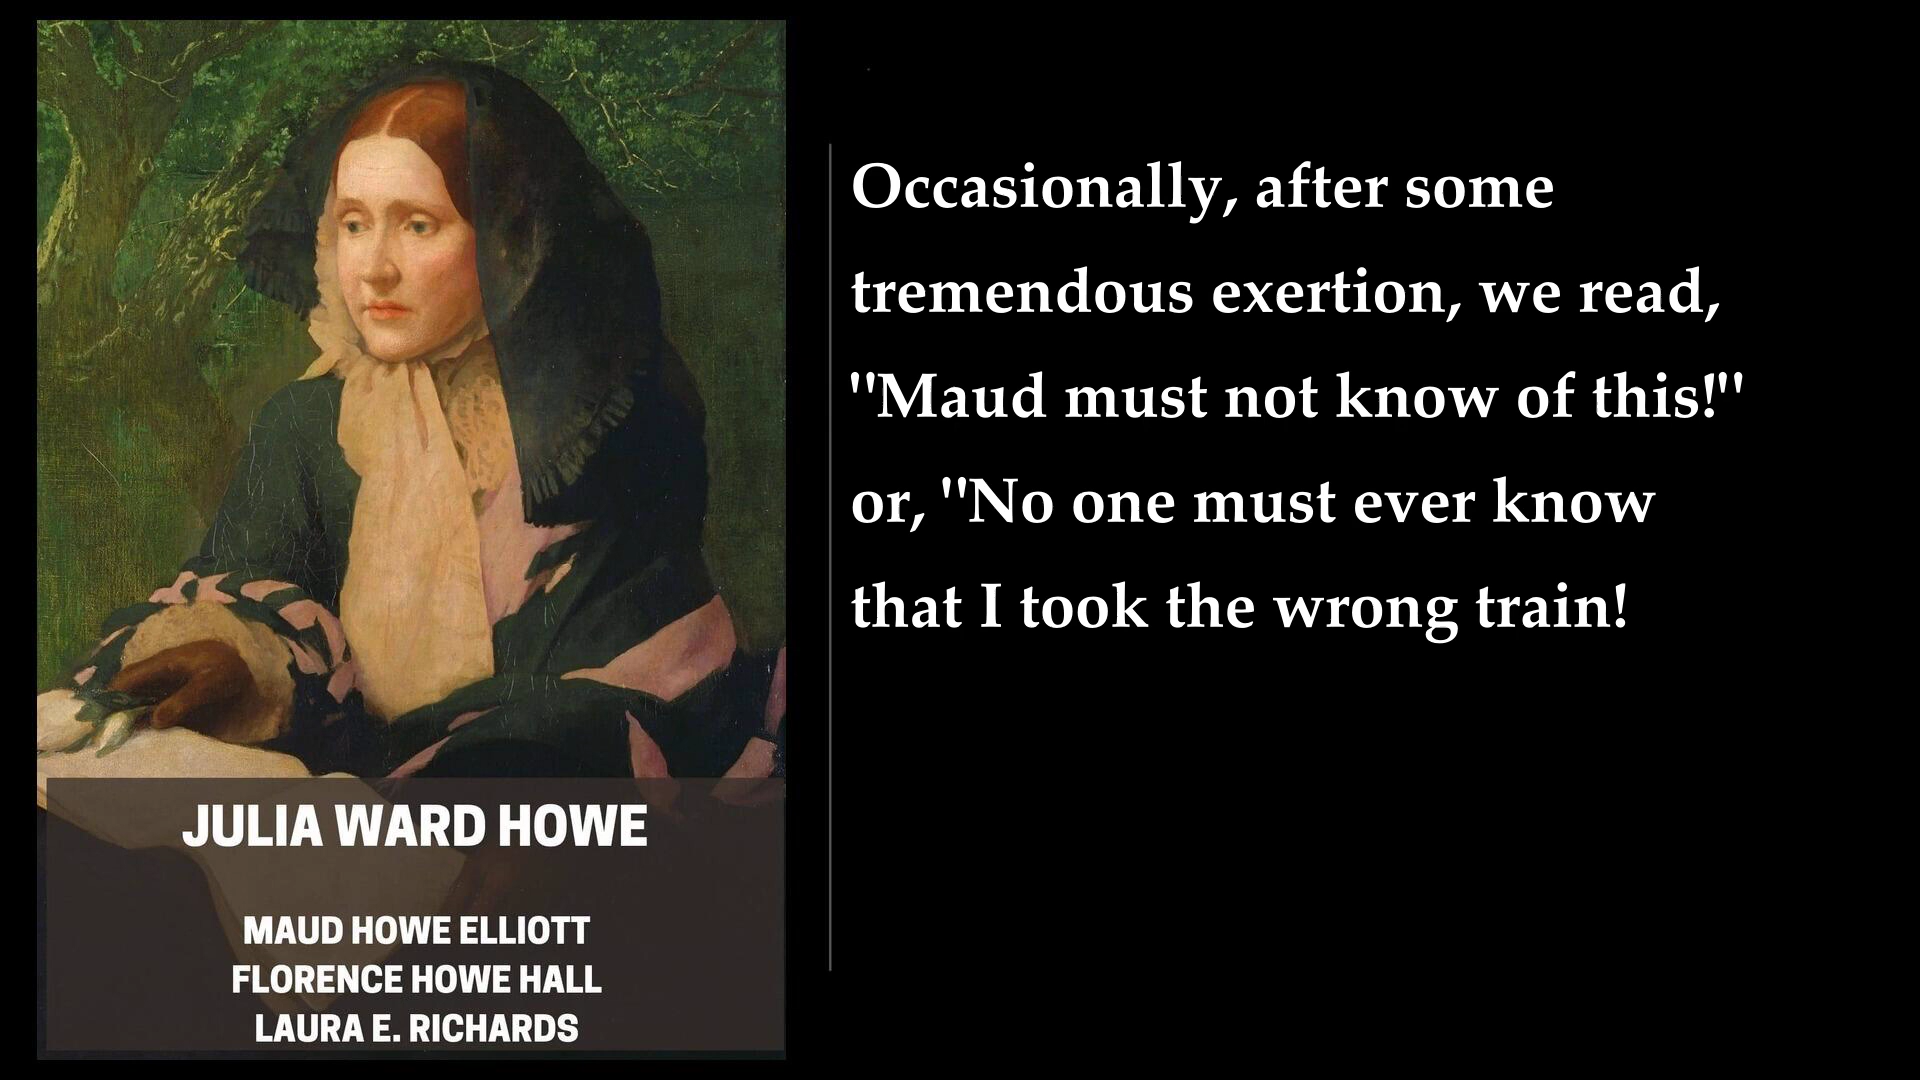 JULIA WARD HOWE
MAUD HOWE ELLIOTT
FLORENCE HOWE HALL
LAURA E. RICHARDS
Occasionally, after some
tremendous exertion, we read,
"Maud must not know of this!"
or, "No one must ever know
that I took the wrong train!